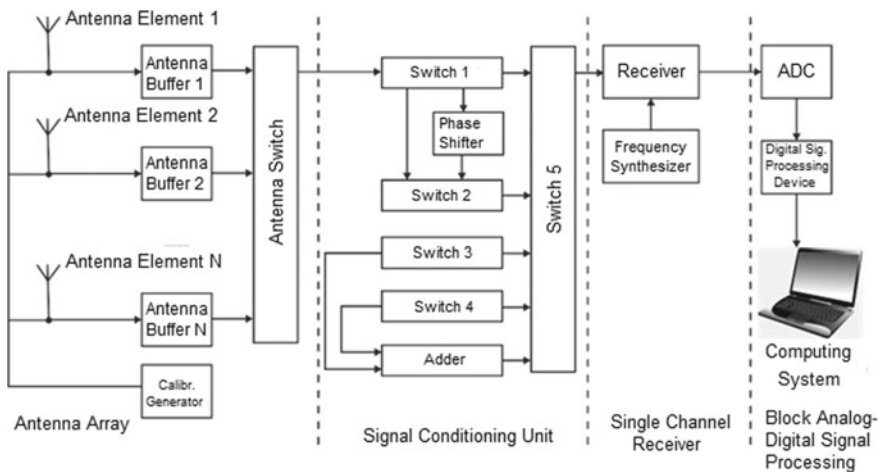 Antenna Element 1
Antenna
Buffer 1
Antenna Element 2
Antenna
Buffer 2
Antenna Element N
Antenna
Buffer N
Calibr.
Generator
Antenna Array
Antenna Switch
Switch 1
Phase
Shifter
Switch 2
Switch 3
Switch 4
Adder
Switch 5
Signal Conditioning Unit
Receiver
Frequency
Synthesizer
Single Channel
Receiver
ADC
Digital Sig.
Processing
Device
Computing
System
Block Analog-
Digital Signal
Processing